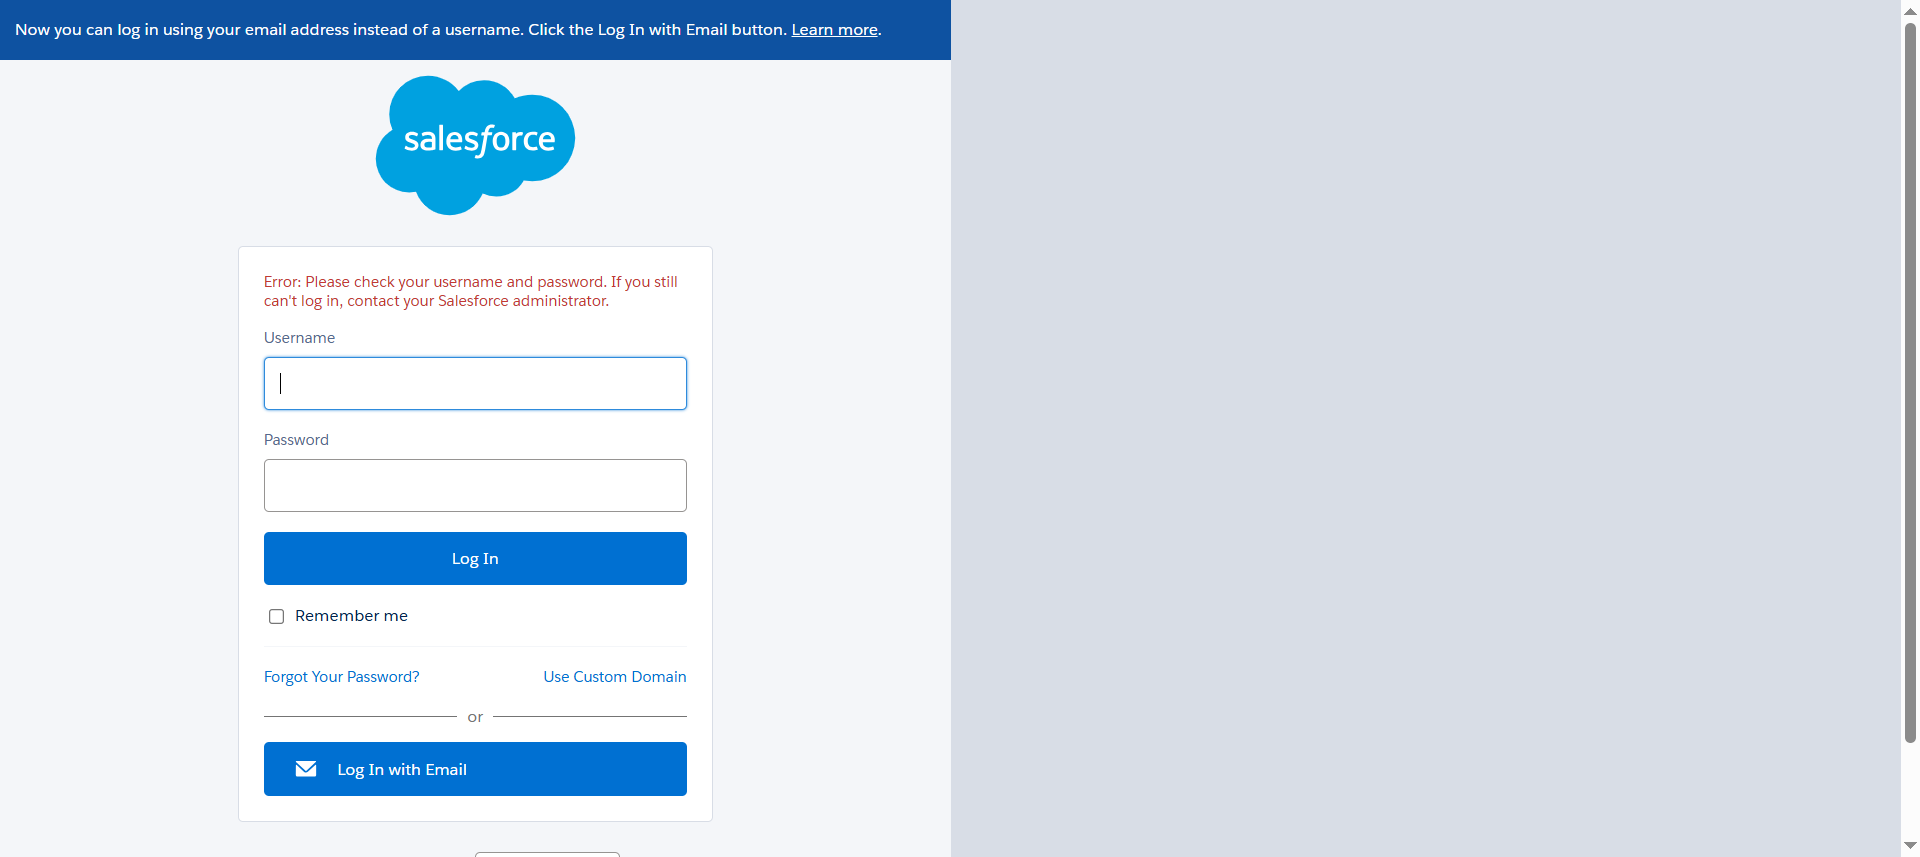 Now you can log in using your email address instead of a username. Click the Log In with Email button. Learn more.
salesforce
Error: Please check your username and password. If you still
can't log in, contact your Salesforce administrator.
Username
Password
Log In
Remember me
Forgot Your Password?
Use Custom Domain
or
Log In with Email